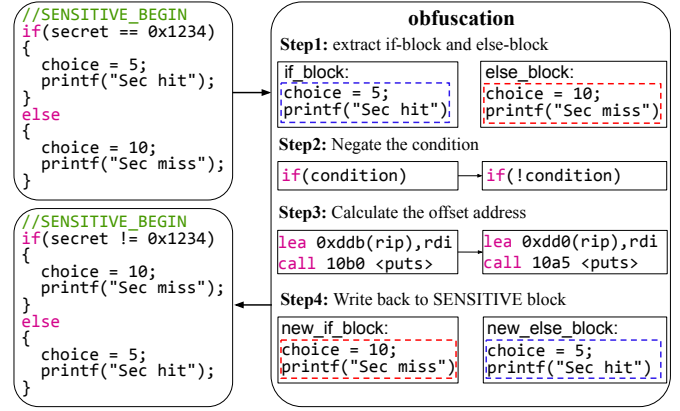 //SENSITIVE_BEGIN
if(secret == 0x1234)
{
choice = 5;
printf("Sec hit");
}
else
{
choice = 10;
printf("Sec miss");
}
//SENSITIVE_BEGIN
if(secret != 0x1234)
{
choice = 10;
printf("Sec miss");
}
else
{
choice = 5;
printf("Sec hit");
}
obfuscation
Step1: extract if-block and else-block
if_block:
choice = 5;
printf("Sec hit")
else_block:
choice = 10;
printf("Sec miss")
Step2: Negate the condition
if(condition)
if(!condition)
Step3: Calculate the offset address
lea 0xddb(rip),rdi
call 10b0 <puts>
lea 0xdd0(rip),rdi
call 10a5 <puts>
Step4: Write back to SENSITIVE block
new_if_block:
choice = 10;
printf("Sec miss")
new_else_block:
choice = 5;
printf("Sec hit")